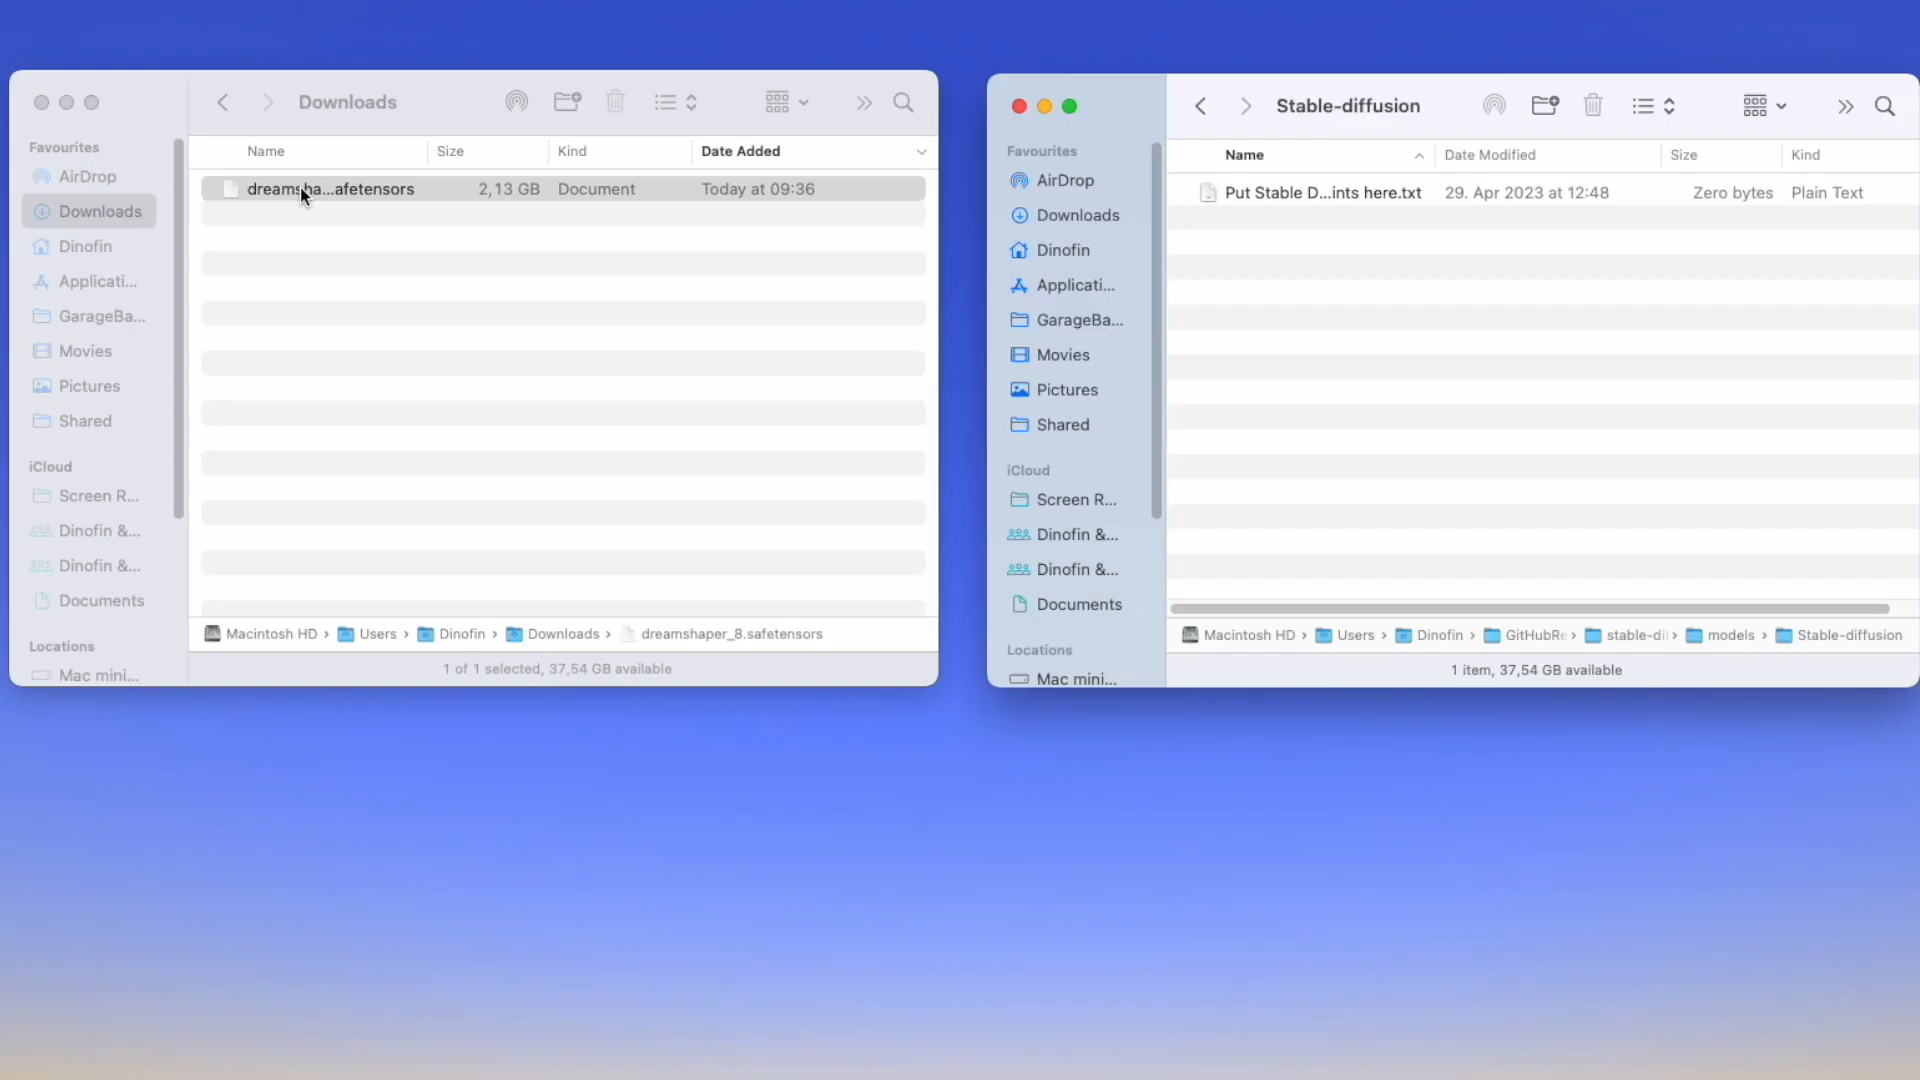 Downloads
Favourites
AirDrop
Downloads
Dinofin
Applicati...
GarageBa...
Movies
Pictures
Shared
iCloud
Screen R...
Dinofin &...
Dinofin &...
Documents
Locations
Mac mini...
Name Size Kind Date Added
dreamsha...afetensors 2,13 GB Document Today at 09:36
Macintosh HD › Users › Dinofin › Downloads › dreamshaper_8.safetensors
1 of 1 selected, 37,54 GB available
Stable-diffusion
Favourites
AirDrop
Downloads
Dinofin
Applicati...
GarageBa...
Movies
Pictures
Shared
iCloud
Screen R...
Dinofin &...
Dinofin &...
Documents
Locations
Mac mini...
Name Date Modified Size Kind
Put Stable D...ints here.txt 29. Apr 2023 at 12:48 Zero bytes Plain Text
Macintosh HD › Users › Dinofin › GitHubRe › stable-dif › models › Stable-diffusion
1 item, 37,54 GB available